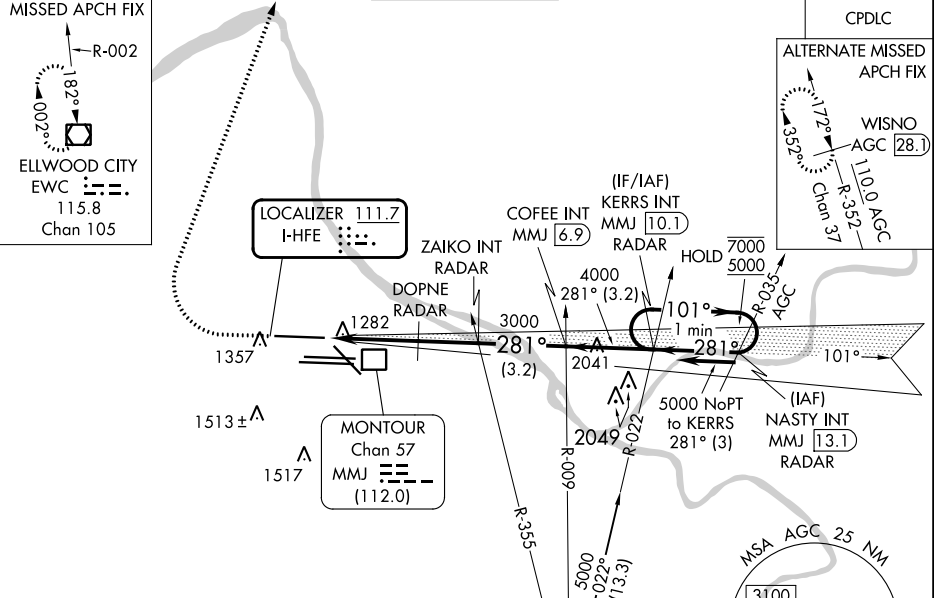 MISSED APCH FIX
R-002
182°
002°
ELLWOOD CITY
EWC
115.8
Chan 105
CPDLC
ALTERNATE MISSED
APCH FIX
172°
352°
WISNO
AGC 28.1
110.0 AGC
Chan 37
R-352
LOCALIZER 111.7
I-HFE
ZAIKO INT
RADAR
DOPNE
RADAR
COFEE INT
MMJ 6.9
(IF/IAF)
KERRS INT
MMJ 10.1
RADAR
HOLD 7000
5000
R-035
AGC
4000
281° (3.2)
3000
281°
(3.2)
101°
1 min
281°
101°
1282
1357
2041
1513 ±
1517
2049
5000 NoPT
to KERRS
281° (3)
(IAF)
NASTY INT
MMJ 13.1
RADAR
MONTOUR
Chan 57
MMJ
(112.0)
R-355
R-009
R-022
5000
022°
(13.3)
MSA AGC 25 NM
3100